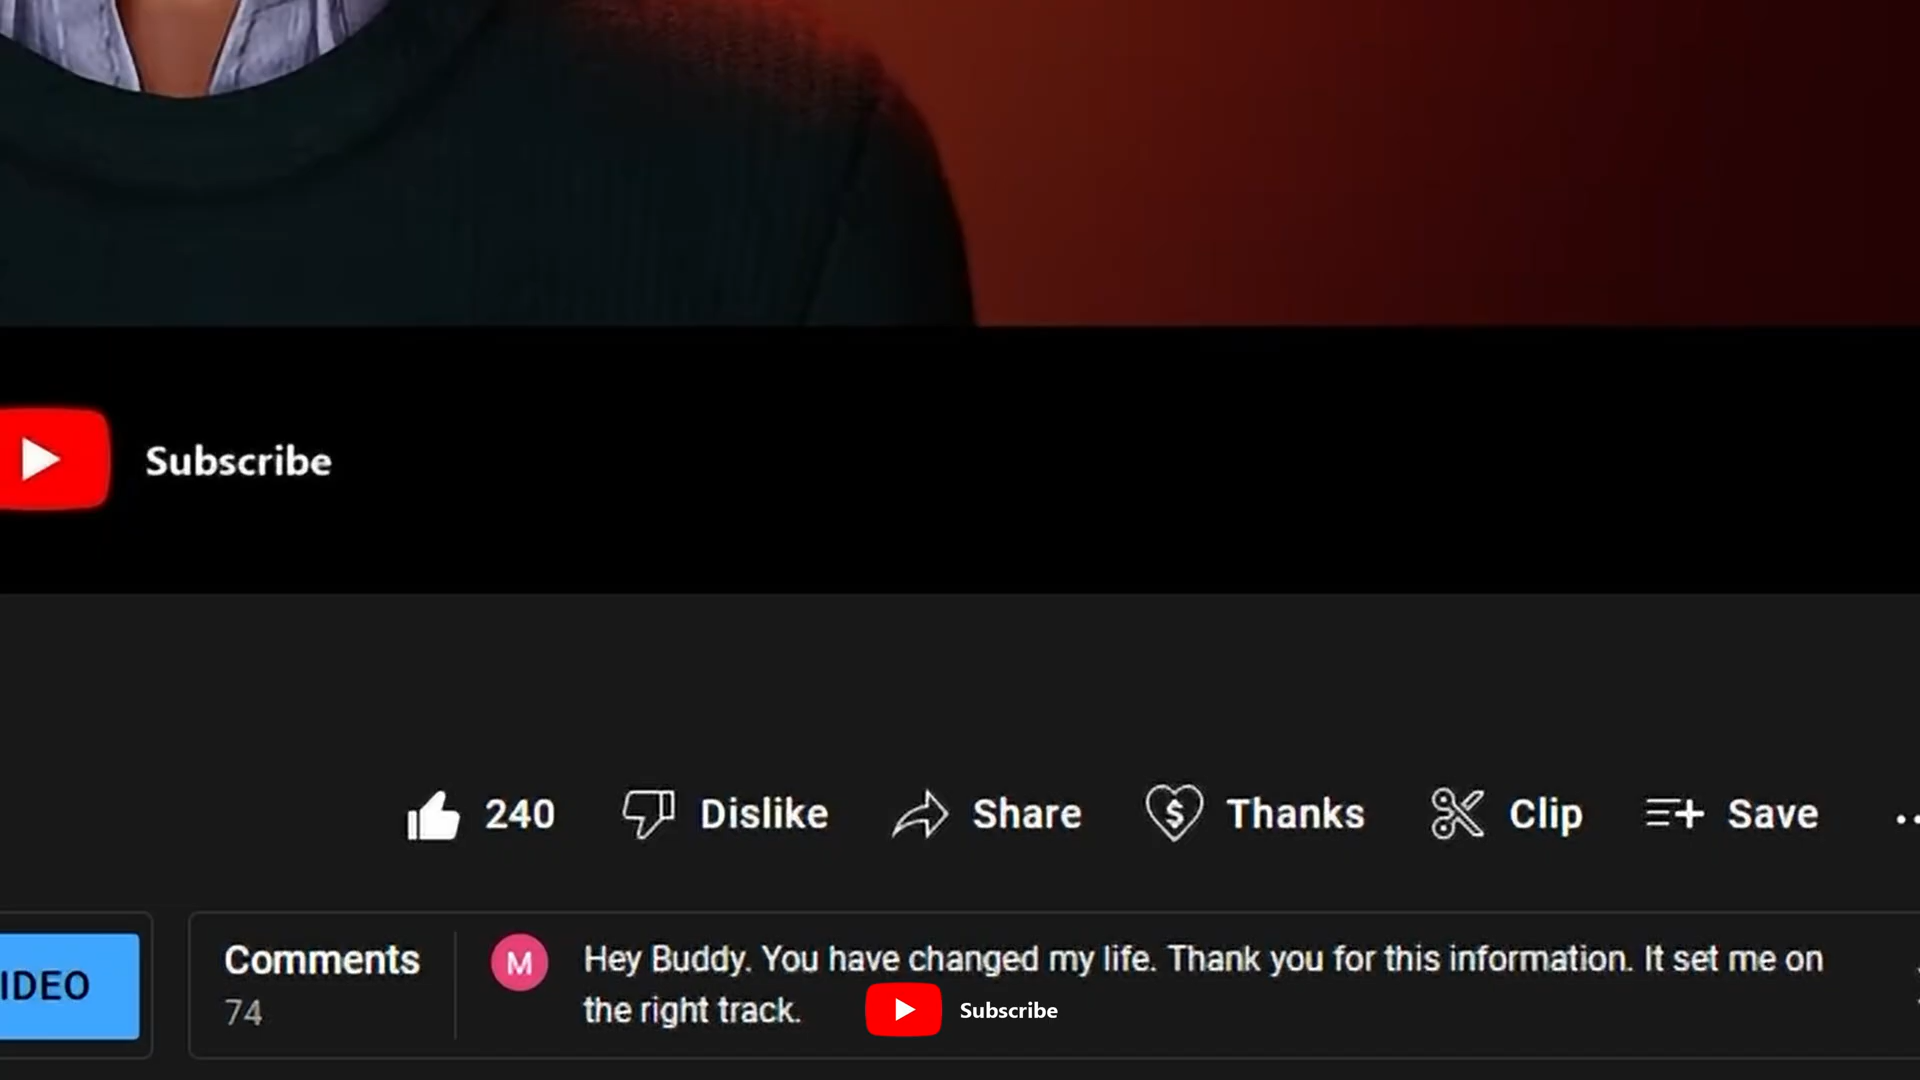 Subscribe
240 Dislike Share Thanks Clip Save
IDEO
Comments
74
M
Hey Buddy. You have changed my life. Thank you for this information. It set me on
the right track.
Subscribe